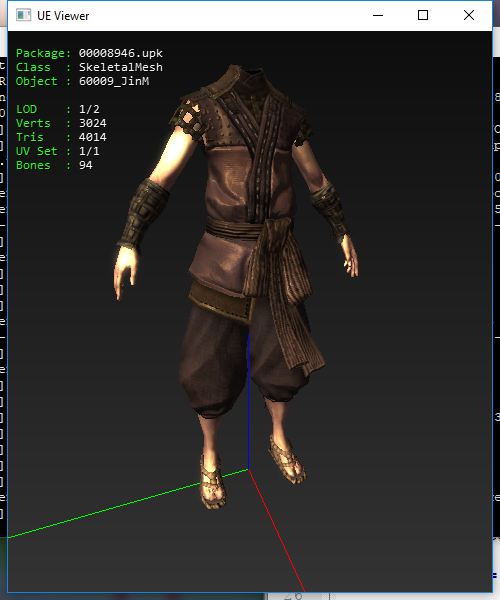 UE Viewer
Package: 00008946.upk
Class : SkeletalMesh
Object : 60009_JinM
LOD : 1/2
Verts : 3024
Tris : 4014
UV Set : 1/1
Bones : 94